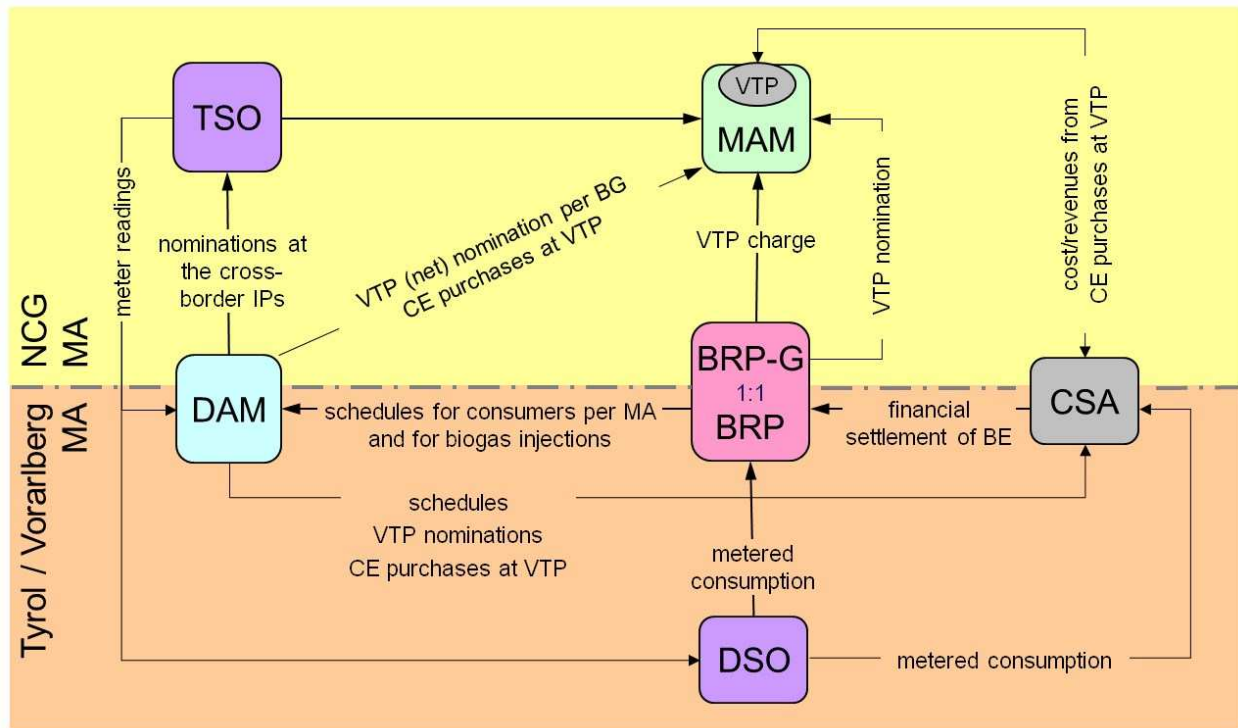 VTP
TSO
MAM
meter readings
nominations at
the cross-
border IPs
VTP (net) nomination per BG
CE purchases at VTP
VTP charge
VTP nomination
cost/revenues from
CE purchases at VTP
NCG
MA
BRP-G
1:1
BRP
DAM
schedules for consumers per MA
and for biogas injections
financial
settlement of BE
CSA
Tyrol / Vorarlberg
MA
schedules
VTP nominations
CE purchases at VTP
metered
consumption
DSO
metered consumption